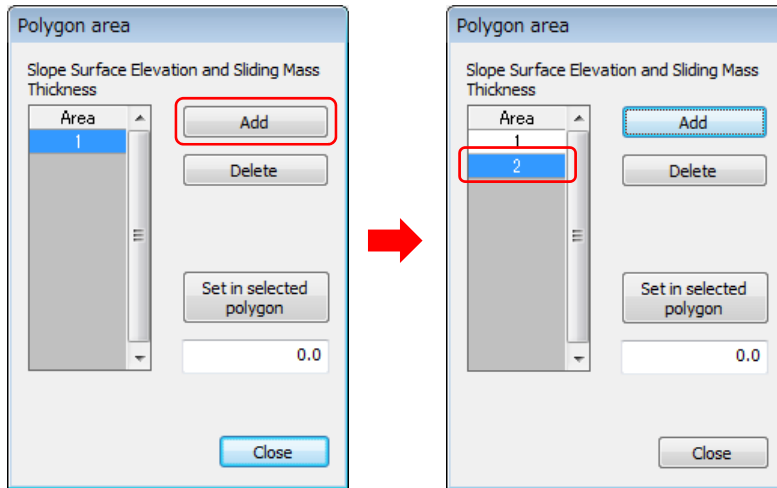 Polygon area
Slope Surface Elevation and Sliding Mass
Thickness
Area
1
Add
Delete
Set in selected
polygon
0.0
Close
Polygon area
Slope Surface Elevation and Sliding Mass
Thickness
Area
1
2
Add
Delete
Set in selected
polygon
0.0
Close